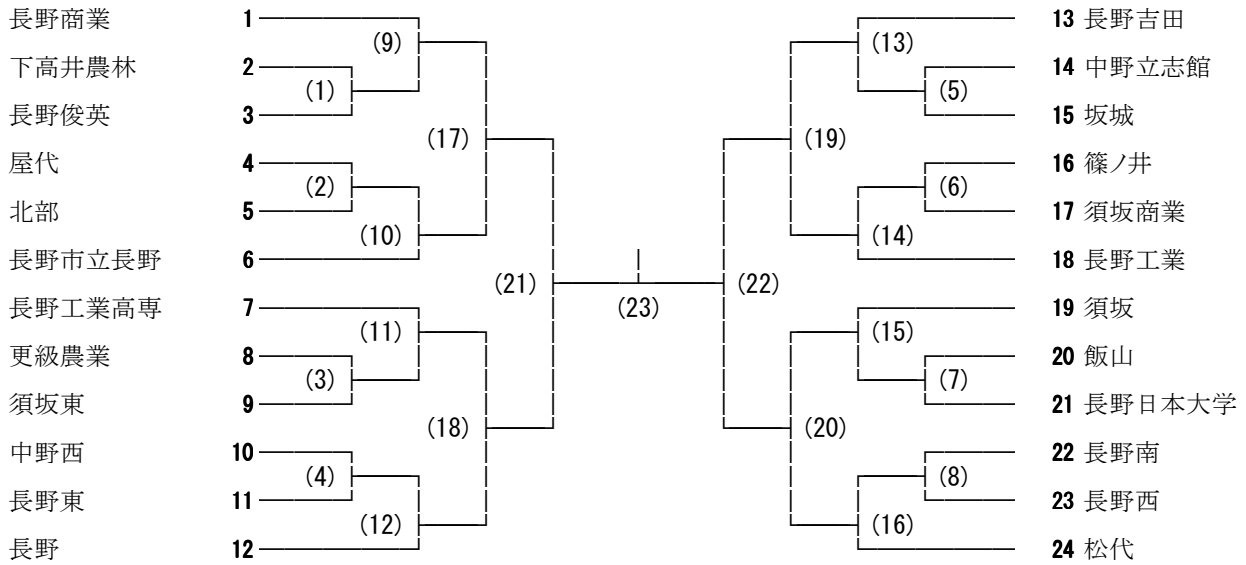 長野商業 1
下高井農林 2
長野俊英 3
屋代 4
北部 5
長野市立長野 6
長野工業高専 7
更級農業 8
須坂東 9
中野西 10
長野東 11
長野 12
(9)
(1)
(2)
(10)
(11)
(3)
(4)
(12)
(17)
(18)
(21)
(23)
(22)
(19)
(20)
(13)
(5)
(6)
(14)
(15)
(7)
(8)
(16)
13 長野吉田
14 中野立志館
15 坂城
16 篠ノ井
17 須坂商業
18 長野工業
19 須坂
20 飯山
21 長野日本大学
22 長野南
23 長野西
24 松代